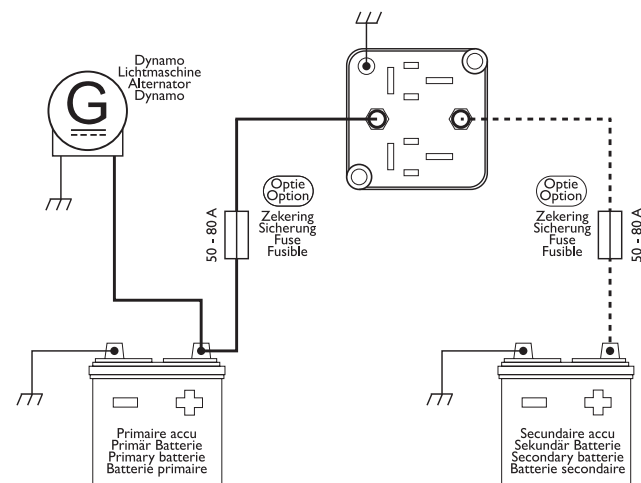 Dynamo
Lichtmaschine
Alternator
Dynamo
G
Optie
Option
Zekering
Sicherung
Fuse
Fusible
50 - 80 A
Optie
Option
Zekering
Sicherung
Fuse
Fusible
50 - 80 A
Primaire accu
Primär Batterie
Primary batterie
Batterie primaire
Secundaire accu
Sekundär Batterie
Secondary batterie
Batterie secondaire